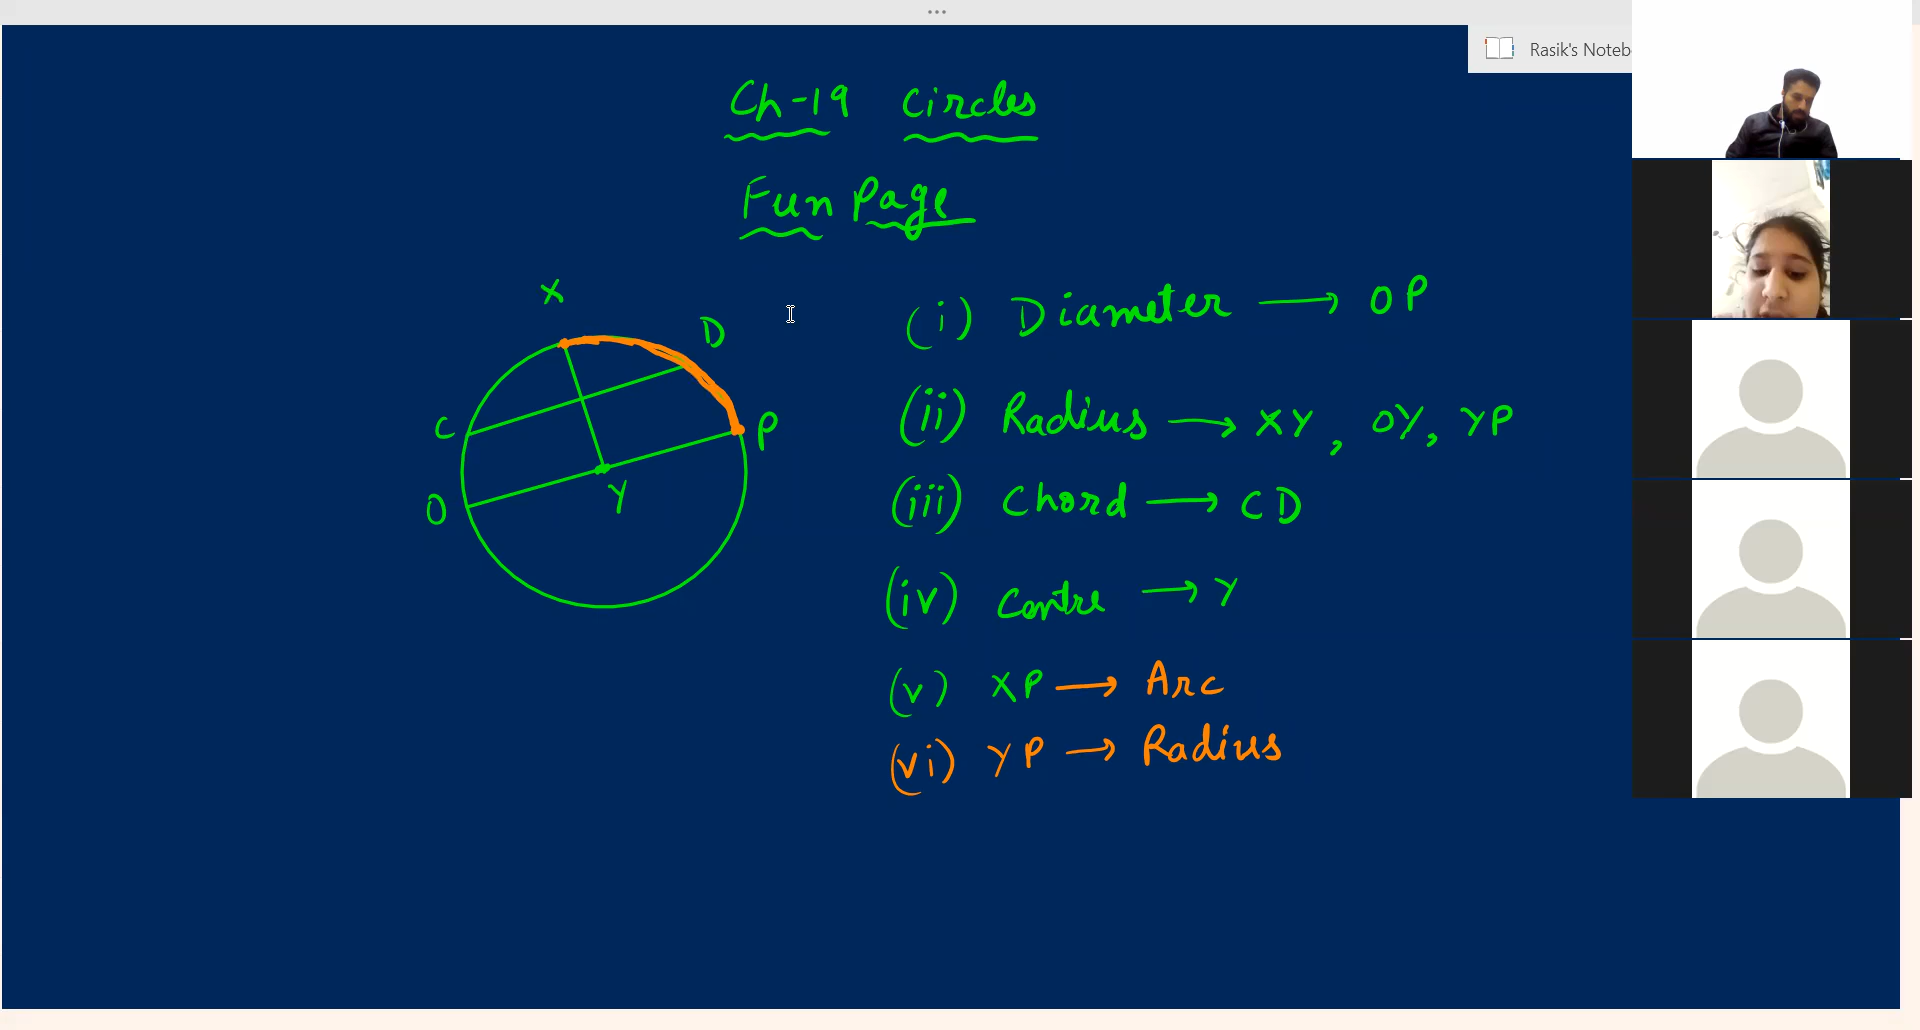 Rasik's Noteb
Ch-19 Circles
Fun Page
X
D
C
P
O
Y
(i) Diameter → OP
(ii) Radius → XY, OY, YP
(iii) Chord → CD
(iv) Centre → Y
(v) XP → Arc
(vi) YP → Radius